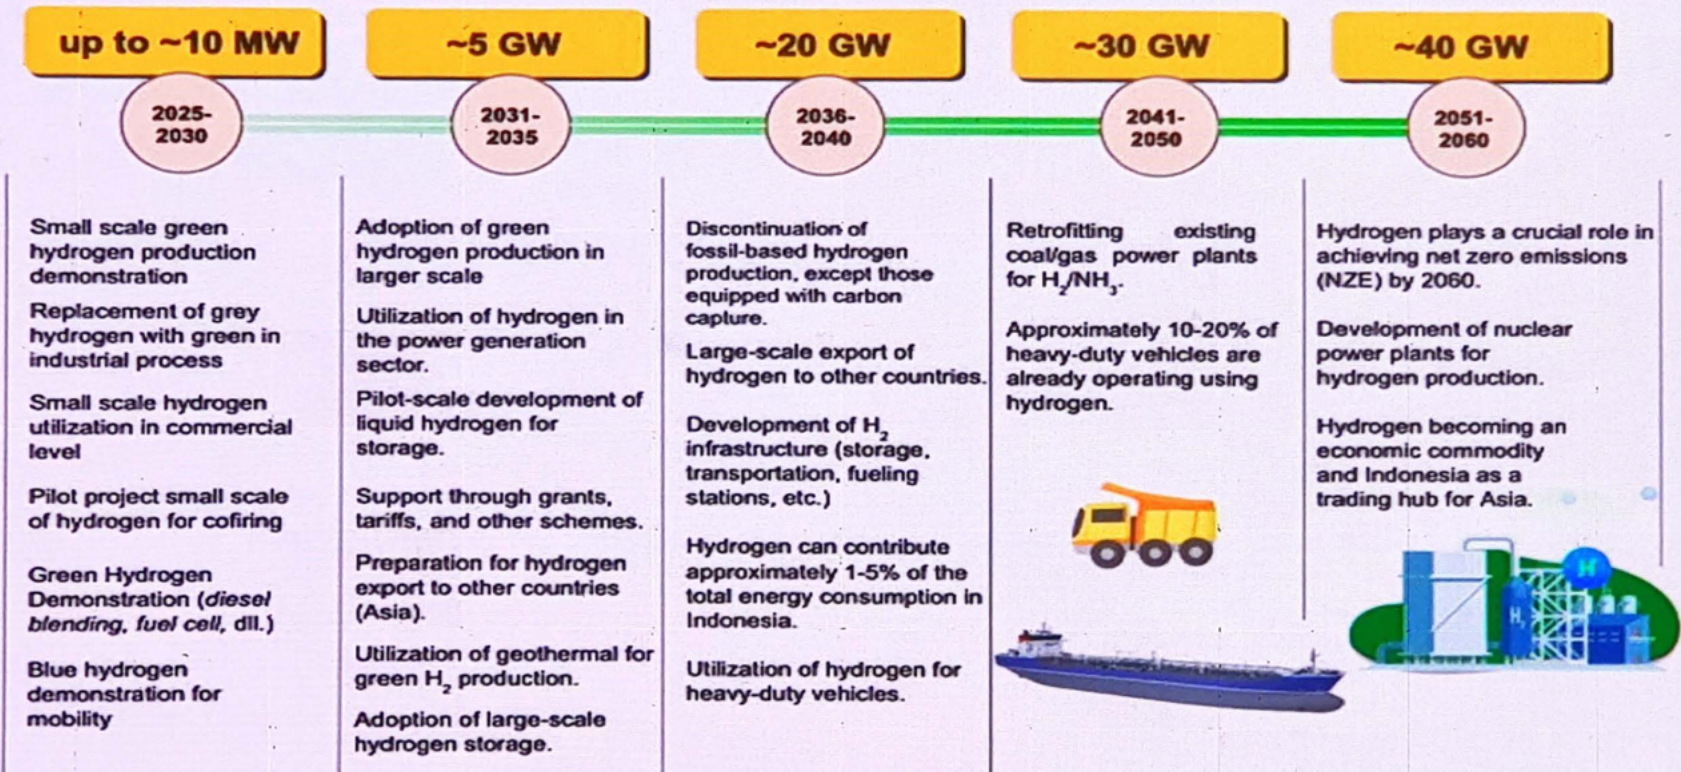 up to ~10 MW
2025-
2030
Small scale green
hydrogen production
demonstration
Replacement of grey
hydrogen with green in
industrial process
Small scale hydrogen
utilization in commercial
level
Pilot project small scale
of hydrogen for cofiring
Green Hydrogen
Demonstration (diesel
blending, fuel cell, dll.)
Blue hydrogen
demonstration for
mobility
~5 GW
2031-
2035
Adoption of green
hydrogen production in
larger scale
Utilization of hydrogen in
the power generation
sector.
Pilot-scale development of
liquid hydrogen for
storage.
Support through grants,
tariffs, and other schemes.
Preparation for hydrogen
export to other countries
(Asia).
Utilization of geothermal for
green H₂ production.
Adoption of large-scale
hydrogen storage.
~20 GW
2036-
2040
Discontinuation of
fossil-based hydrogen
production, except those
equipped with carbon
capture.
Large-scale export of
hydrogen to other countries.
Development of H₂
infrastructure (storage,
transportation, fueling
stations, etc.)
Hydrogen can contribute
approximately 1-5% of the
total energy consumption in
Indonesia.
Utilization of hydrogen for
heavy-duty vehicles.
~30 GW
2041-
2050
Retrofitting existing
coal/gas power plants
for H₂/NH₃.
Approximately 10-20% of
heavy-duty vehicles are
already operating using
hydrogen.
~40 GW
2051-
2060
Hydrogen plays a crucial role in
achieving net zero emissions
(NZE) by 2060.
Development of nuclear
power plants for
hydrogen production.
Hydrogen becoming an
economic commodity
and Indonesia as a
trading hub for Asia.
H
H₂